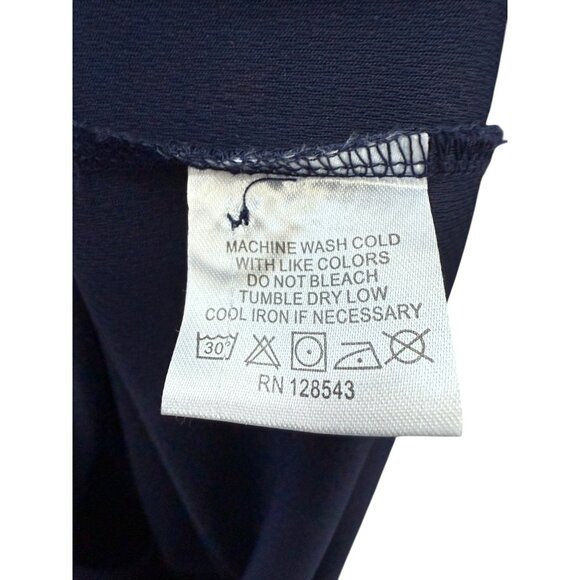 MACHINE WASH COLD
WITH LIKE COLORS
DO NOT BLEACH
TUMBLE DRY LOW
COOL IRON IF NECESSARY
30°
RN 128543